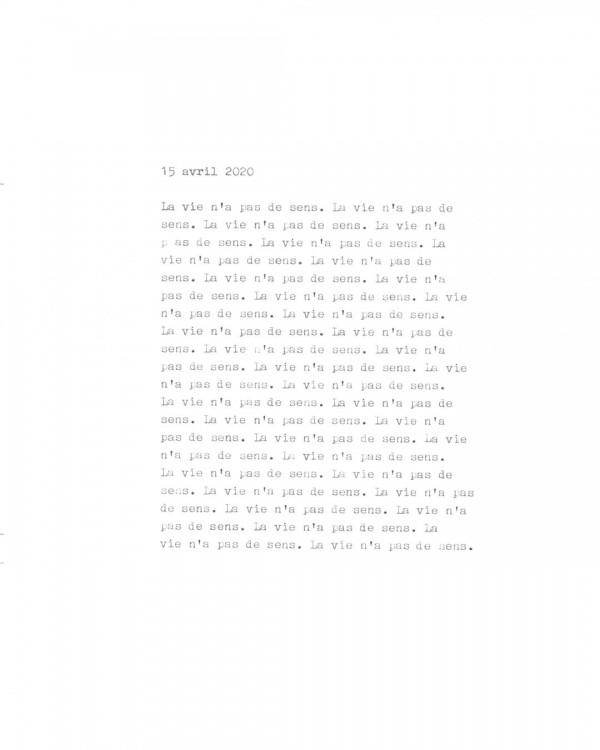 15 avril 2020
La vie n'a pas de sens. La vie n'a pas de
sens. La vie n'a pas de sens. La vie n'a
p as de sens. La vie n'a pas de sens. La
vie n'a pas de sens. La vie n'a pas de
sens. La vie n'a pas de sens. La vie n'a
pas de sens. La vie n'a pas de sens. La vie
n'a pas de sens. La vie n'a pas de sens.
La vie n'a pas de sens. La vie n'a pas de
sens. La vie n'a pas de sens. La vie n'a
pas de sens. La vie n'a pas de sens. La vie
n'a pas de sens. La vie n'a pas de sens.
La vie n'a pas de sens. La vie n'a pas de
sens. La vie n'a pas de sens. La vie n'a
pas de sens. La vie n'a pas de sens. La vie
n'a pas de sens. La vie n'a pas de sens.
La vie n'a pas de sens. La vie n'a pas de
sens. La vie n'a pas de sens. La vie n'a pas
de sens. La vie n'a pas de sens. La vie n'a
pas de sens. La vie n'a pas de sens. La
vie n'a pas de sens. La vie n'a pas de sens.